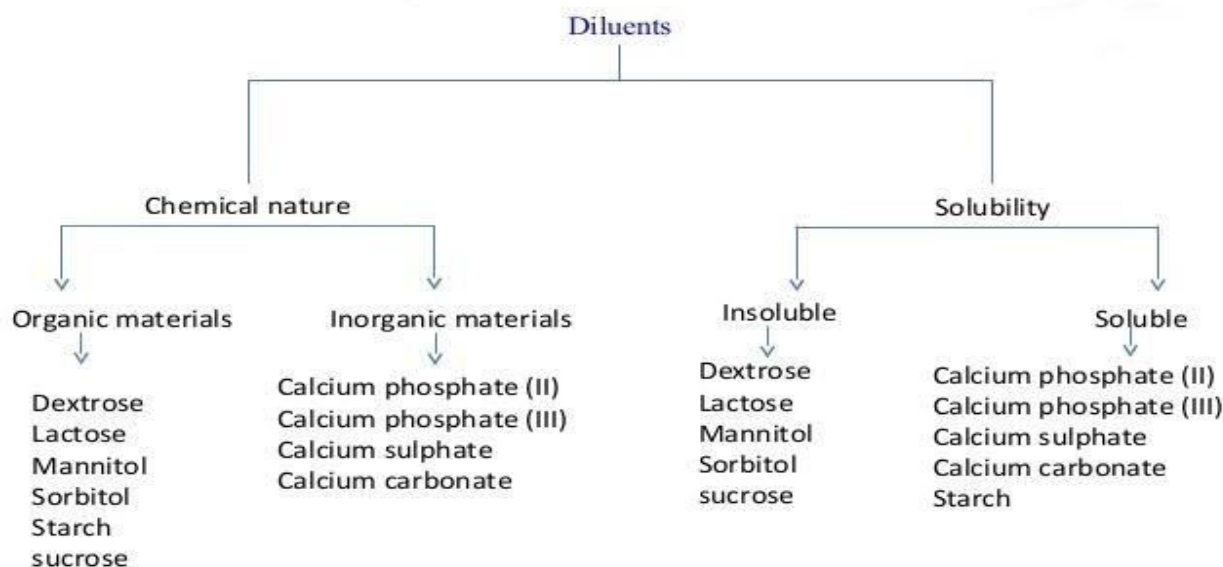 Diluents
Chemical nature
Solubility
Organic materials
Inorganic materials
Insoluble
Soluble
Dextrose
Lactose
Mannitol
Sorbitol
Starch
sucrose
Calcium phosphate (II)
Calcium phosphate (III)
Calcium sulphate
Calcium carbonate
Dextrose
Lactose
Mannitol
Sorbitol
sucrose
Calcium phosphate (II)
Calcium phosphate (III)
Calcium sulphate
Calcium carbonate
Starch